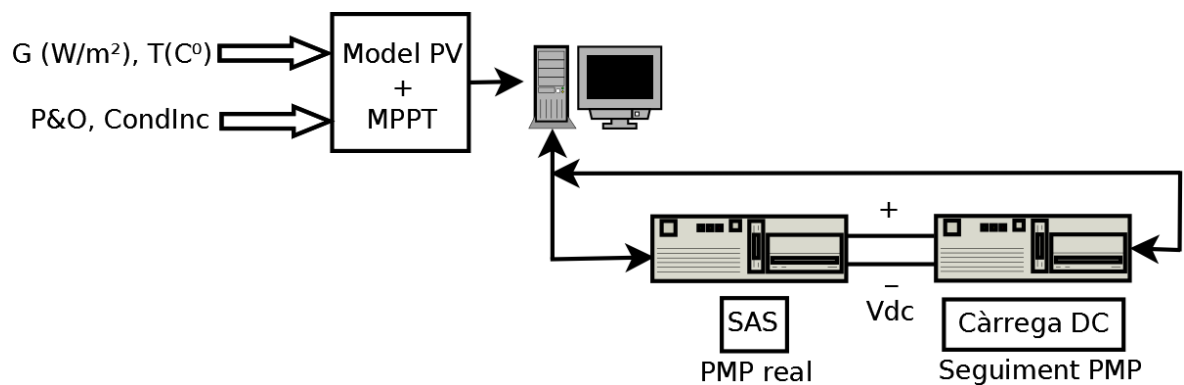 G (W/m²), T(C⁰)
P&O, CondInc
Model PV
+
MPPT
+
−
Vdc
SAS
PMP real
Càrrega DC
Seguiment PMP